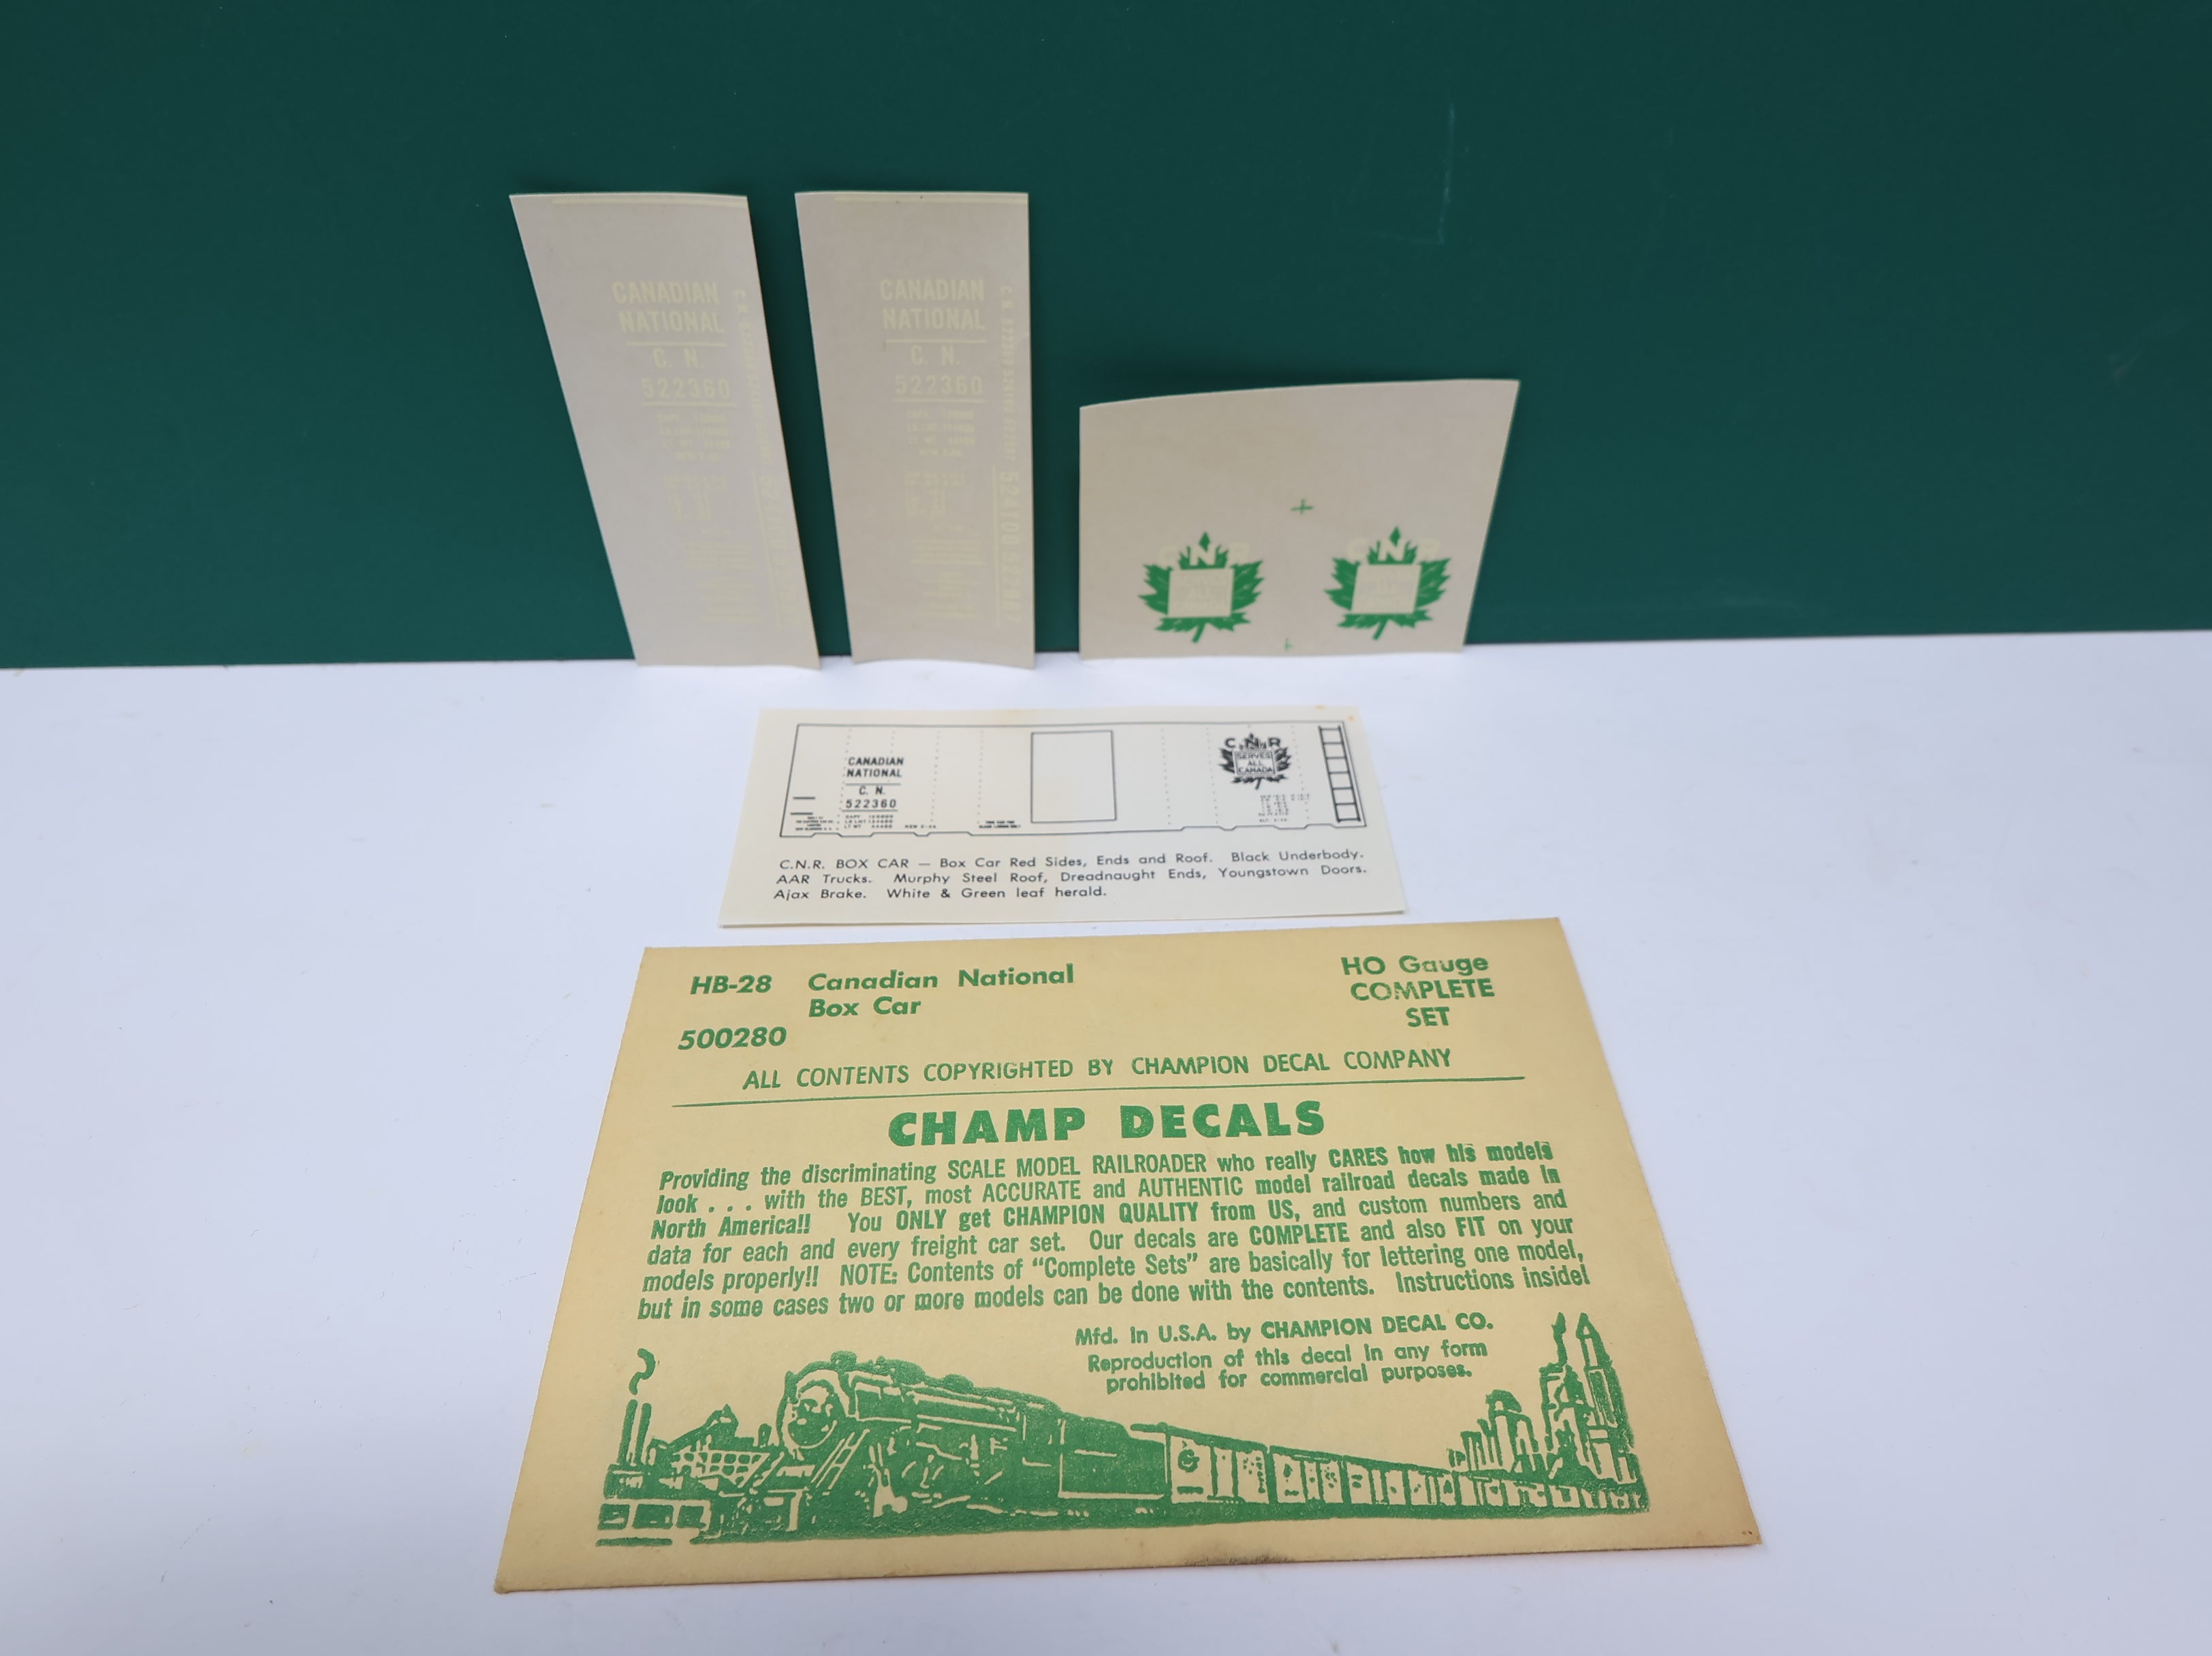 CANADIAN
NATIONAL
C. N.
522360
CANADIAN
NATIONAL
C. N.
522360
524108
CNR
CNR
CANADIAN
NATIONAL
C. N.
522360
CNR
SERVES
ALL
CANADA
C.N.R. BOX CAR — Box Car Red Sides, Ends and Roof. Black Underbody.
AAR Trucks. Murphy Steel Roof, Dreadnaught Ends, Youngstown Doors.
Ajax Brake. White & Green leaf herald.
HB-28 Canadian National
Box Car
500280
HO Gauge
COMPLETE
SET
ALL CONTENTS COPYRIGHTED BY CHAMPION DECAL COMPANY
CHAMP DECALS
Providing the discriminating SCALE MODEL RAILROADER who really CARES how his models
look . . . with the BEST, most ACCURATE and AUTHENTIC model railroad decals made in
North America!! You ONLY get CHAMPION QUALITY from US, and custom numbers and
data for each and every freight car set. Our decals are COMPLETE and also FIT on your
models properly!! NOTE: Contents of “Complete Sets” are basically for lettering one model,
but in some cases two or more models can be done with the contents. Instructions inside!
Mfd. in U.S.A. by CHAMPION DECAL CO.
Reproduction of this decal in any form
prohibited for commercial purposes.